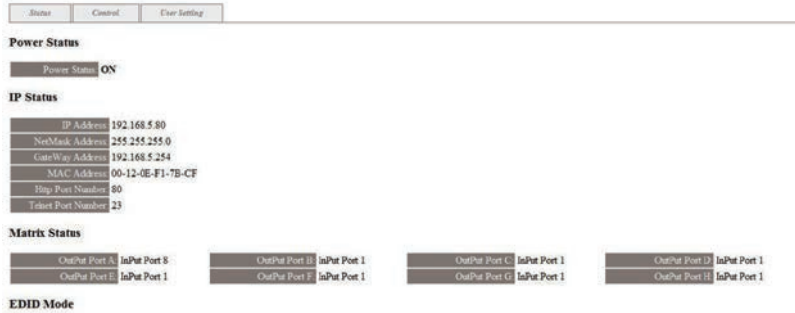 Status Control User Setting
Power Status
Power Status: ON
IP Status
IP Address: 192.168.5.80
NetMask Address: 255.255.255.0
GateWay Address: 192.168.5.254
MAC Address: 00-12-0E-F1-7B-CF
Http Port Number: 80
Telnet Port Number: 23
Matrix Status
OutPut Port A: InPut Port 8 OutPut Port B: InPut Port 1 OutPut Port C: InPut Port 1 OutPut Port D: InPut Port 1
OutPut Port E: InPut Port 1 OutPut Port F: InPut Port 1 OutPut Port G: InPut Port 1 OutPut Port H: InPut Port 1
EDID Mode